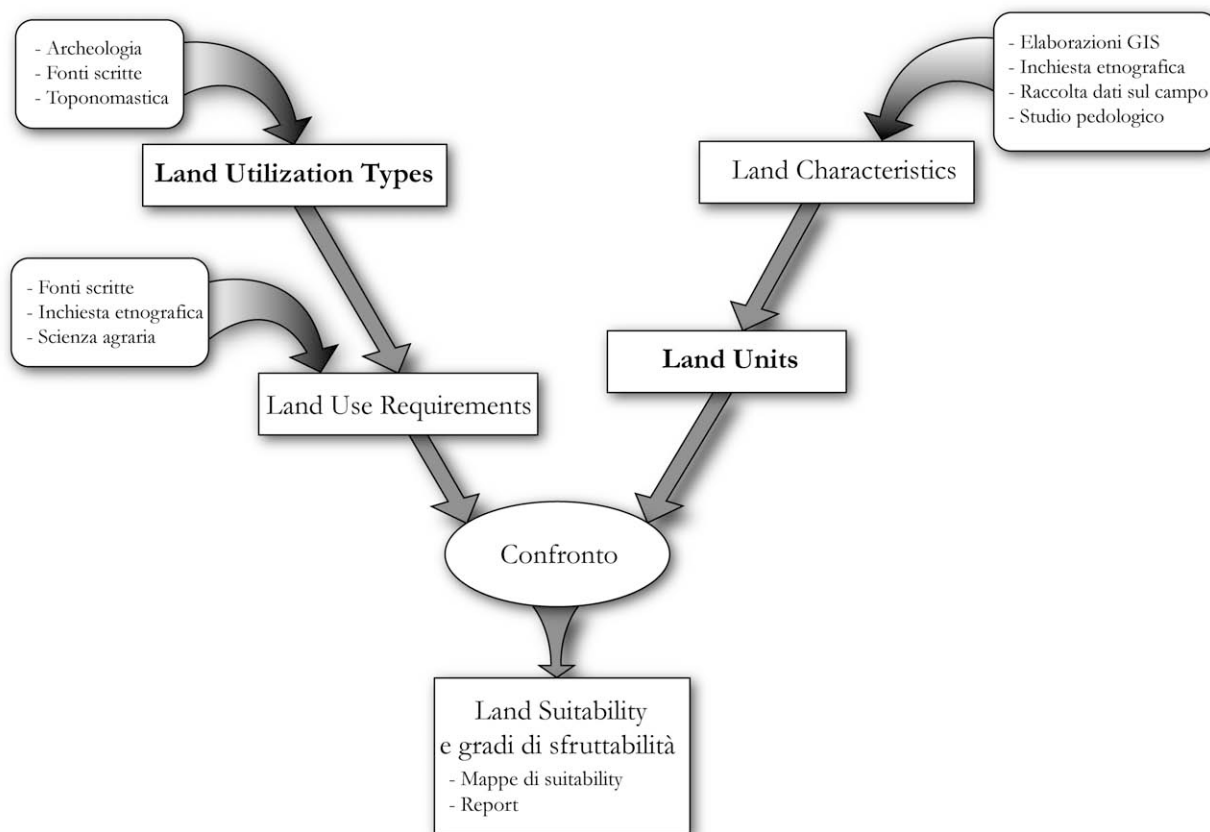 - Archeologia
- Fonti scritte
- Toponomastica
- Elaborazioni GIS
- Inchiesta etnografica
- Raccolta dati sul campo
- Studio pedologico
Land Utilization Types
Land Characteristics
- Fonti scritte
- Inchiesta etnografica
- Scienza agraria
Land Units
Land Use Requirements
Confronto
Land Suitability
e gradi di sfruttabilità
- Mappe di suitability
- Report